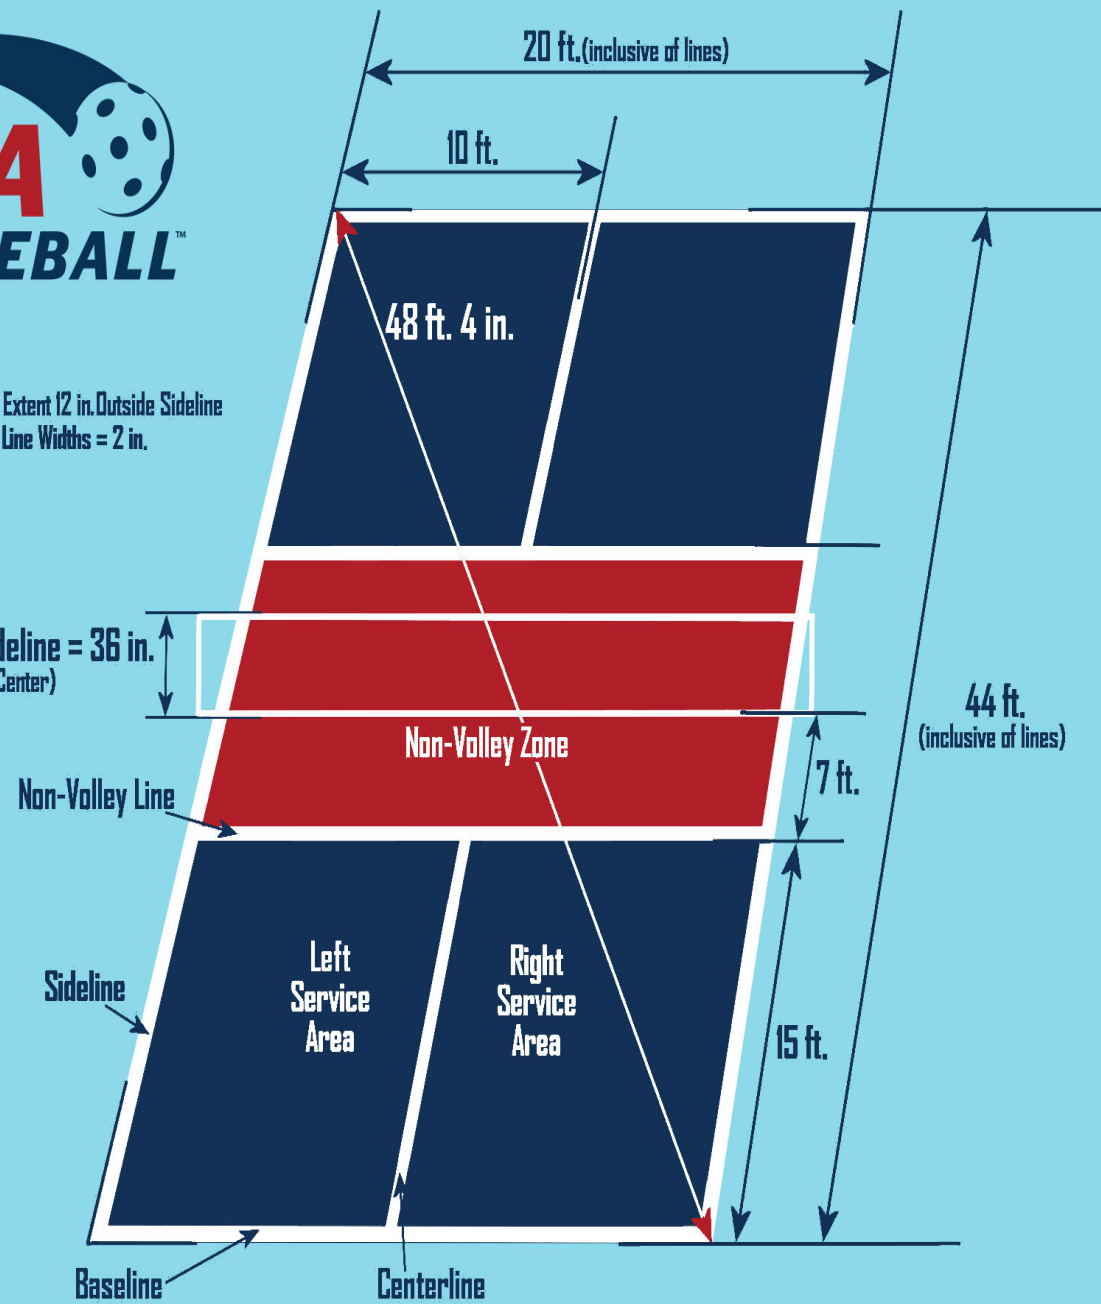 20 ft.(inclusive of lines)
10 ft.
A
EBALL™
48 ft. 4 in.
Extent 12 in.Outside Sideline
Line Widths = 2 in.
deline = 36 in.
Center)
44 ft.
(inclusive of lines)
Non-Volley Zone
7 ft.
Non-Volley Line
Left
Service
Area
Right
Service
Area
Sideline
15 ft.
Baseline
Centerline